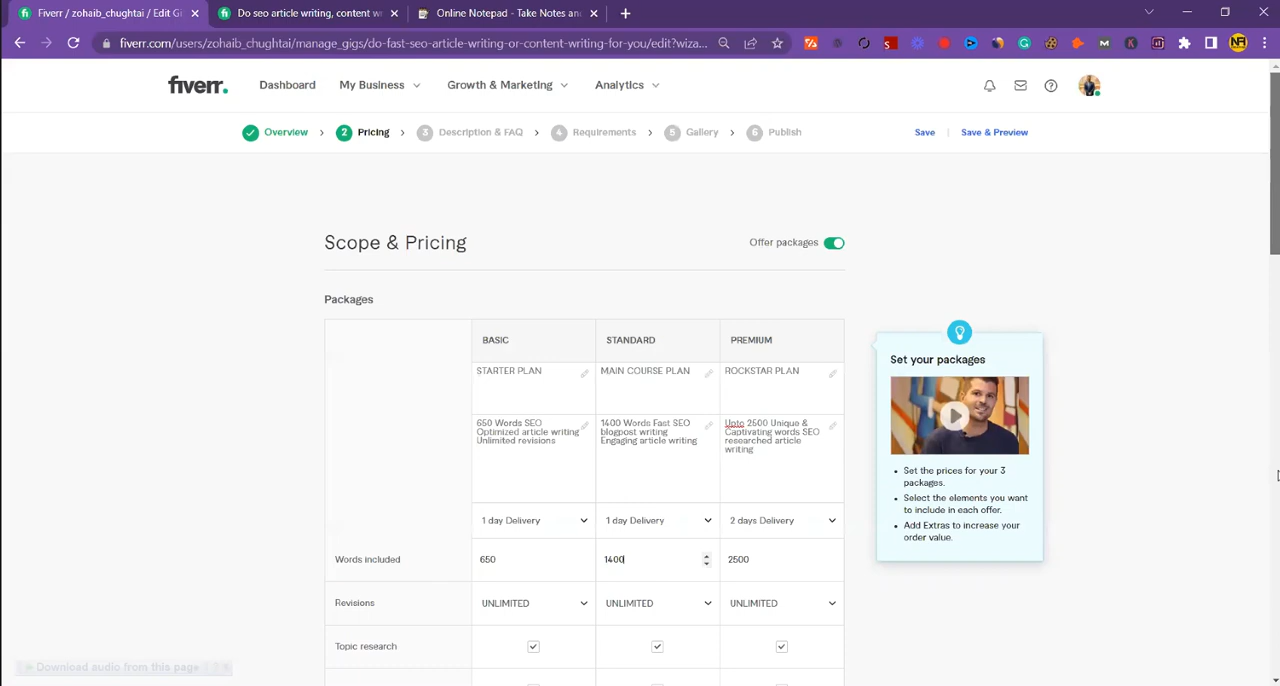 Fiverr / zohaib_chughtai / Edit Gi
Do seo article writing, content w
Online Notepad - Take Notes an
fiverr.com/users/zohaib_chughtai/manage_gigs/do-fast-seo-article-writing-or-content-writing-for-you/edit?wiza...
fiverr.
Dashboard
My Business
Growth & Marketing
Analytics
Overview
2 Pricing
3 Description & FAQ
4 Requirements
5 Gallery
6 Publish
Save
Save & Preview
Scope & Pricing
Offer packages
Packages
BASIC
STANDARD
PREMIUM
STARTER PLAN
MAIN COURSE PLAN
ROCKSTAR PLAN
650 Words SEO
Optimized article writing
Unlimited revisions
1400 Words Fast SEO
blogpost writing
Engaging article writing
Upto 2500 Unique &
Captivating words SEO
researched article
writing
1 day Delivery
1 day Delivery
2 days Delivery
Words included
650
1400
2500
Revisions
UNLIMITED
UNLIMITED
UNLIMITED
Topic research
Set your packages
Set the prices for your 3
packages.
Select the elements you want
to include in each offer.
Add Extras to increase your
order value.
Download audio from this page